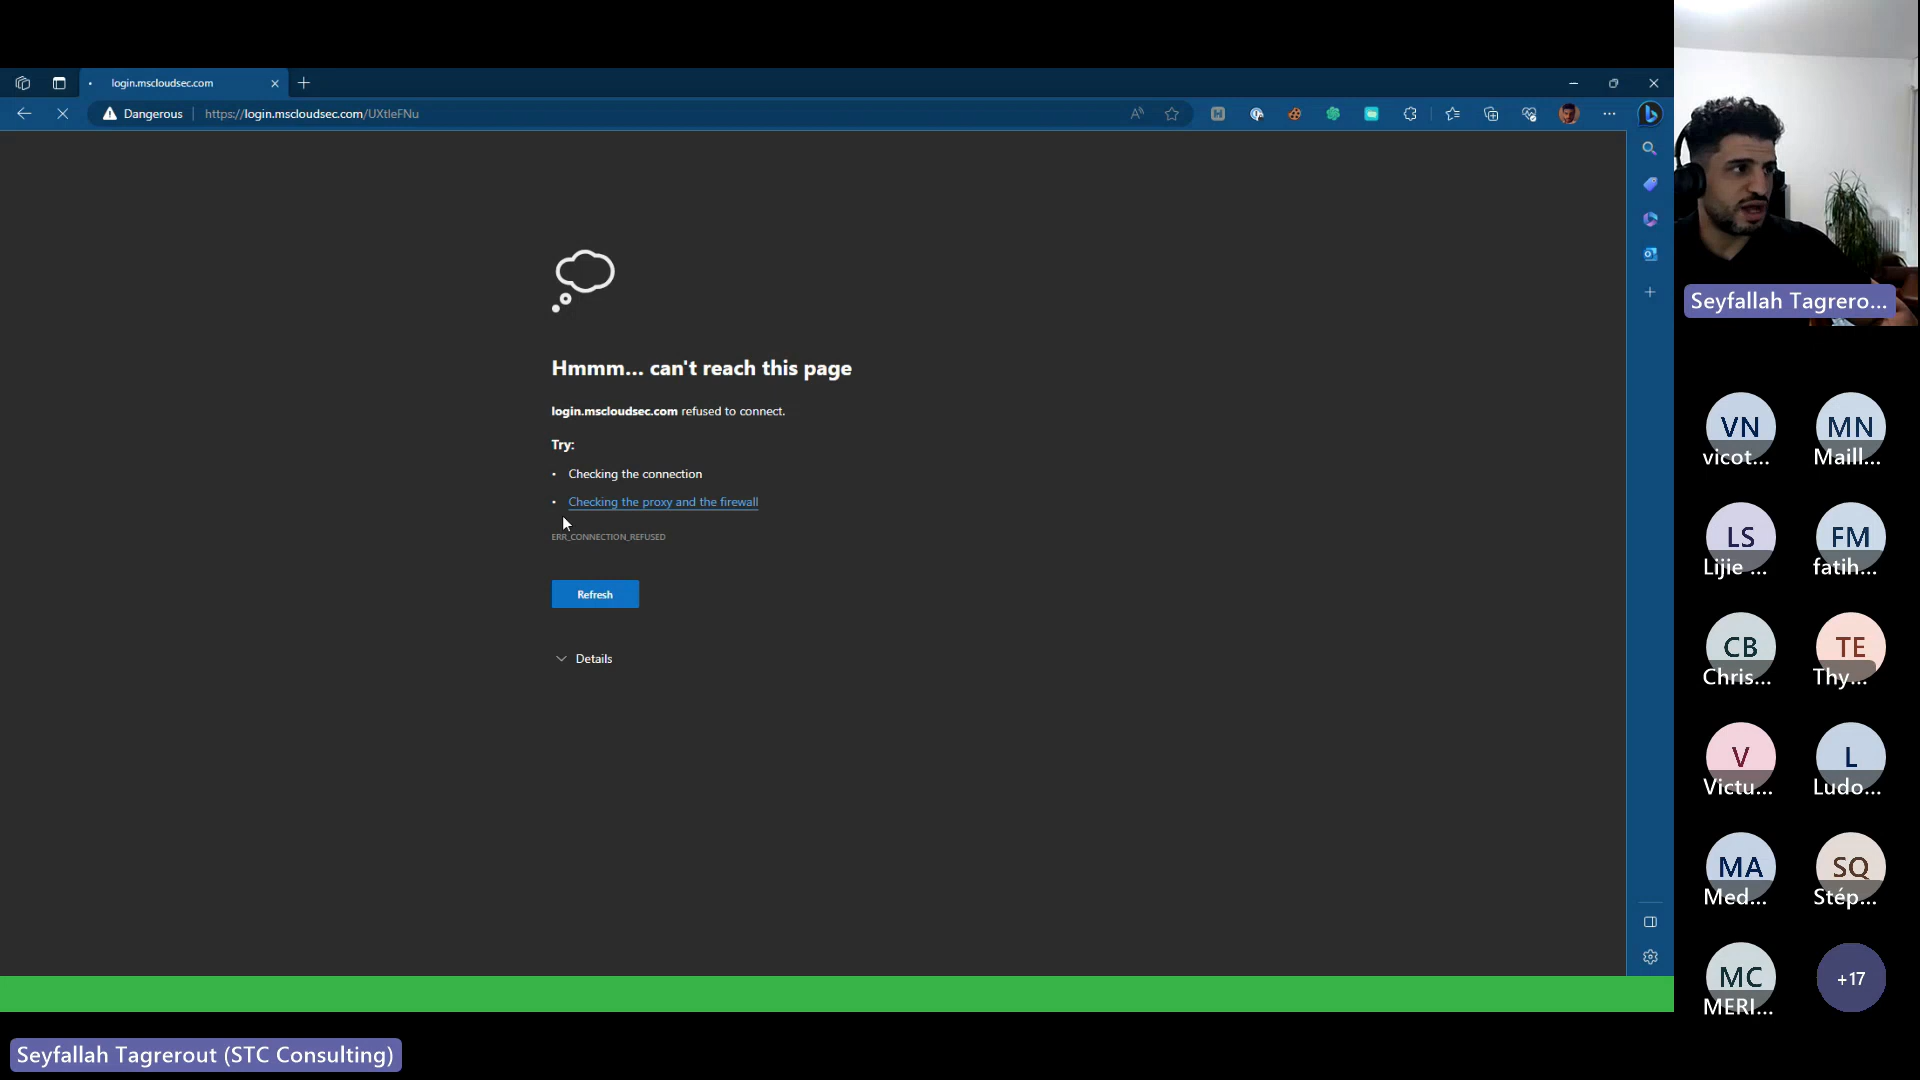 login.mscloudsec.com
Dangerous
https://login.mscloudsec.com/UXtIeFNu
Hmmm... can't reach this page
login.mscloudsec.com refused to connect.
Try:
• Checking the connection
• Checking the proxy and the firewall
ERR_CONNECTION_REFUSED
Refresh
Details
Seyfallah Tagrero...
VN
MN
vicot...
Maill...
LS
FM
Lijie ...
fatih...
CB
TE
Chris...
Thy...
V
L
Victu...
Ludo...
MA
SQ
Med...
Stép...
MC
+17
MERI...
Seyfallah Tagrerout (STC Consulting)